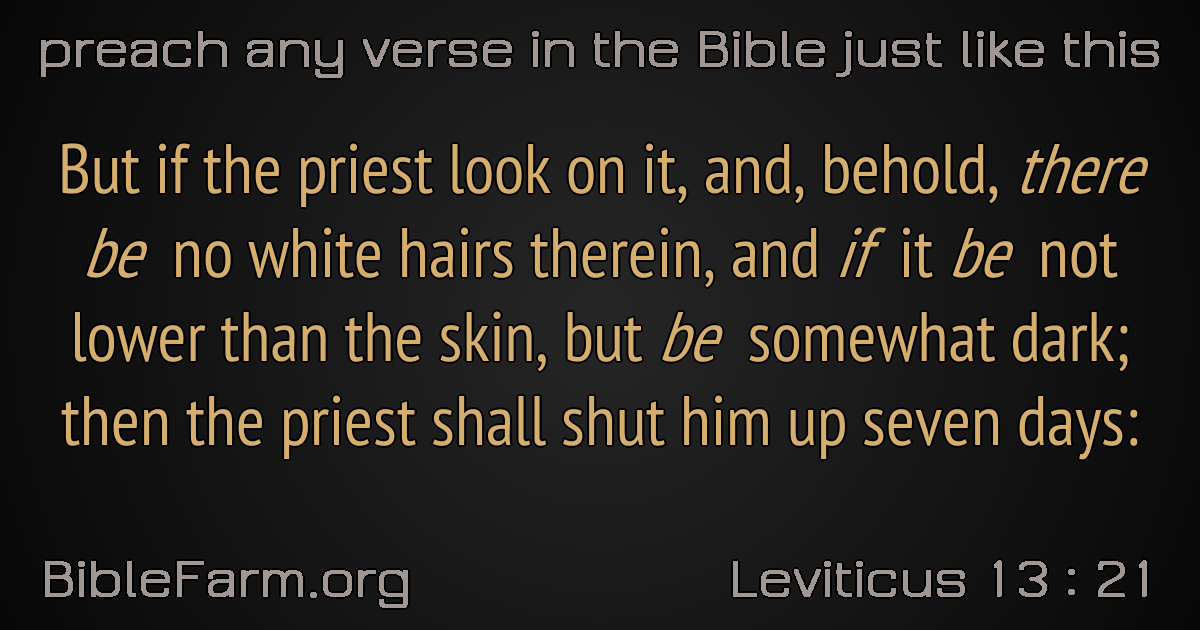 preach any verse in the Bible just like this
But if the priest look on it, and, behold, there
be no white hairs therein, and if it be not
lower than the skin, but be somewhat dark;
then the priest shall shut him up seven days:
BibleFarm.org
Leviticus 13 : 21